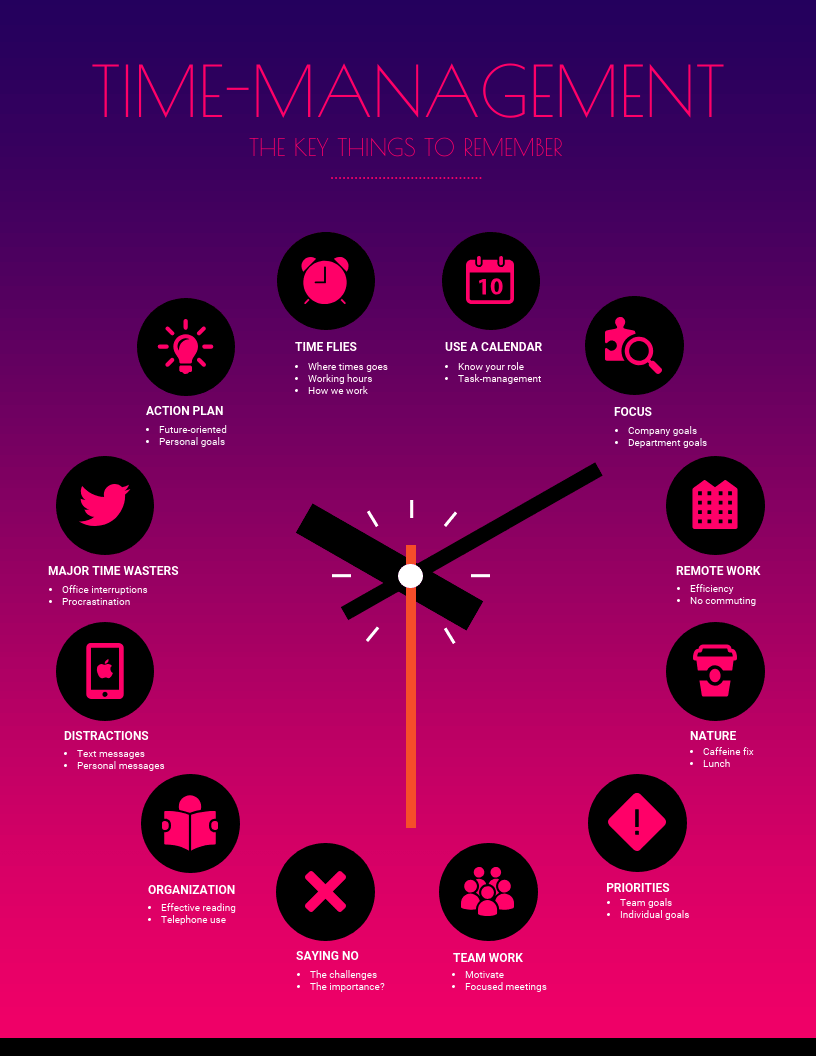 TIME-MANAGEMENT
THE KEY THINGS TO REMEMBER
TIME FLIES
• Where times goes
• Working hours
• How we work
10
USE A CALENDAR
• Know your role
• Task-management
ACTION PLAN
• Future-oriented
• Personal goals
FOCUS
• Company goals
• Department goals
MAJOR TIME WASTERS
• Office interruptions
• Procrastination
REMOTE WORK
• Efficiency
• No commuting
DISTRACTIONS
• Text messages
• Personal messages
NATURE
• Caffeine fix
• Lunch
ORGANIZATION
• Effective reading
• Telephone use
!
PRIORITIES
• Team goals
• Individual goals
SAYING NO
• The challenges
• The importance?
TEAM WORK
• Motivate
• Focused meetings